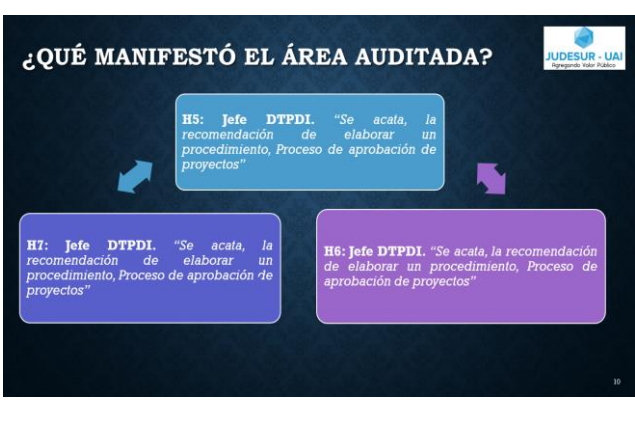 ¿QUÉ MANIFESTÓ EL ÁREA AUDITADA?
JUDESUR - UAI
Agregando Valor Público
H5: Jefe DTPDI. “Se acata, la
recomendación de elaborar un
procedimiento, Proceso de aprobación de
proyectos”
H7: Jefe DTPDI. “Se acata, la
recomendación de elaborar un
procedimiento, Proceso de aprobación de
proyectos”
H6: Jefe DTPDI. “Se acata, la recomendación
de elaborar un procedimiento, Proceso de
aprobación de proyectos”
10